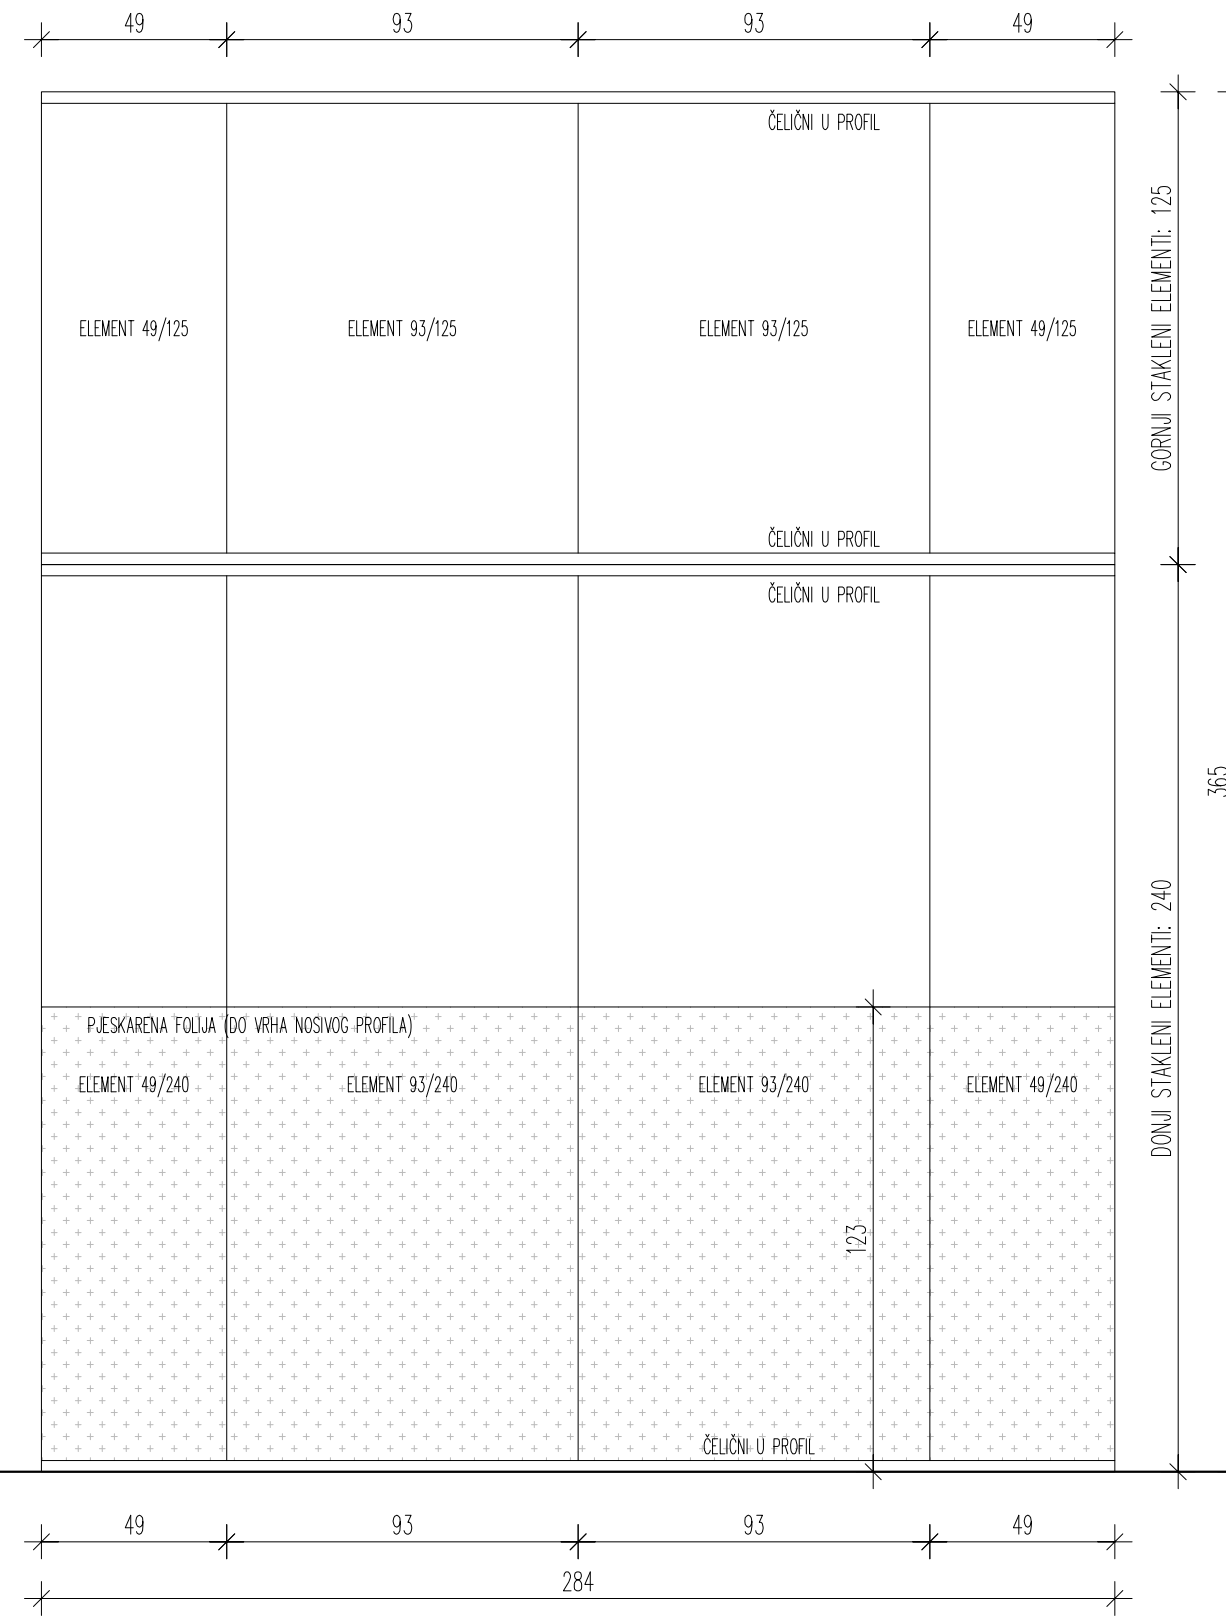 49 93 93 49
ČELIČNI U PROFIL
GORNJI STAKLENI ELEMENTI: 125
ELEMENT 49/125 ELEMENT 93/125 ELEMENT 93/125 ELEMENT 49/125
ČELIČNI U PROFIL
ČELIČNI U PROFIL
365
DONJI STAKLENI ELEMENTI: 240
PJESKARENA FOLIJA (DO VRHA NOSIVOG PROFILA)
ELEMENT 49/240 ELEMENT 93/240 ELEMENT 93/240 ELEMENT 49/240
123
ČELIČNI U PROFIL
49 93 93 49
284